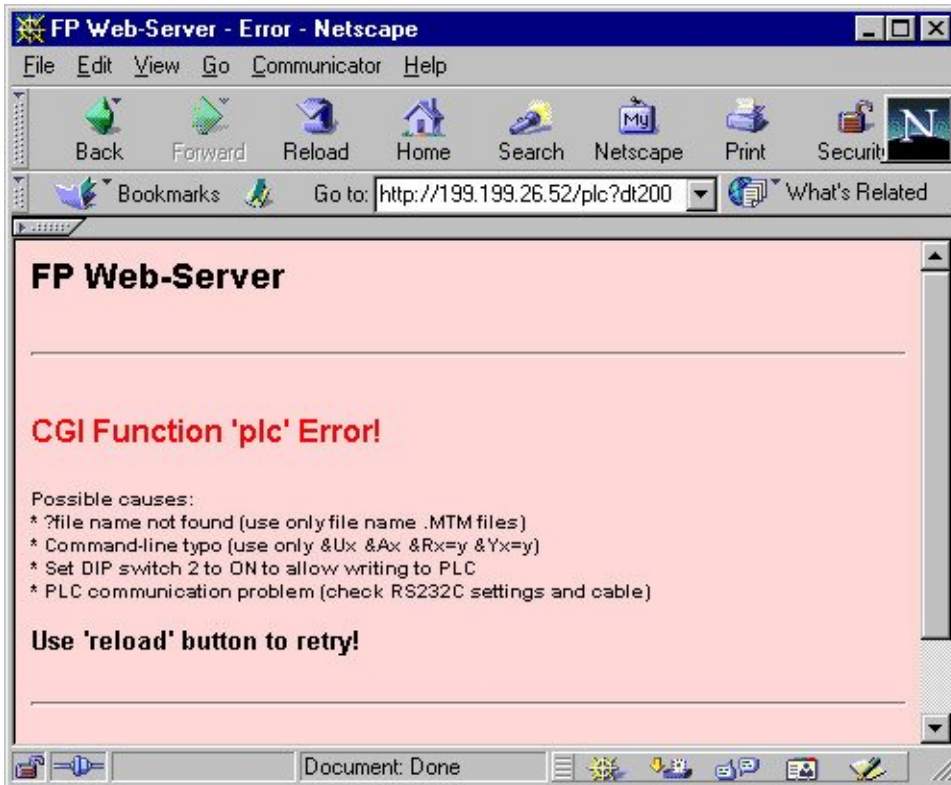 FP Web-Server - Error - Netscape
File Edit View Go Communicator Help
Back Forward Reload Home Search Netscape Print Securit
My
N
Bookmarks Go to: http://199.199.26.52/plc?dt200 What's Related
FP Web-Server
CGI Function 'plc' Error!
Possible causes:
* ?file name not found (use only file name .MTM files)
* Command-line typo (use only &Ux &Ax &Rx=y &Yx=y)
* Set DIP switch 2 to ON to allow writing to PLC
* PLC communication problem (check RS232C settings and cable)
Use 'reload' button to retry!
Document: Done